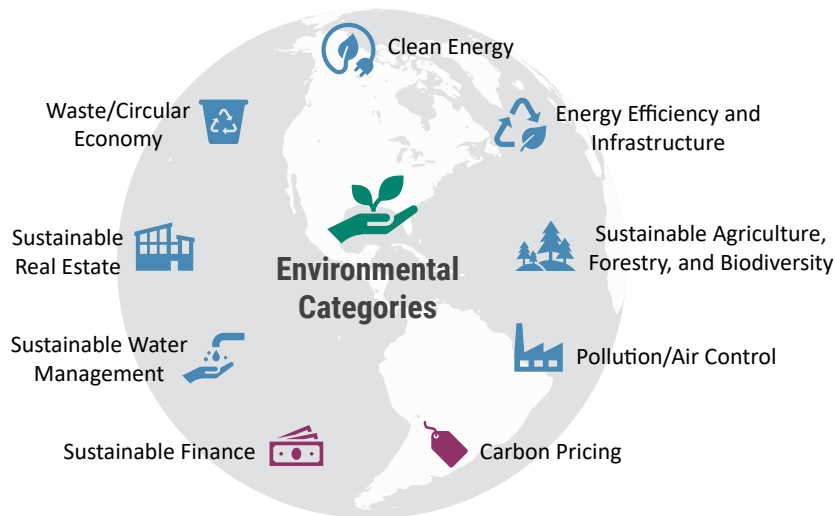 Clean Energy
Waste/Circular
Economy
Energy Efficiency and
Infrastructure
Sustainable
Real Estate
Environmental
Categories
Sustainable Agriculture,
Forestry, and Biodiversity
Sustainable Water
Management
Pollution/Air Control
Sustainable Finance
Carbon Pricing